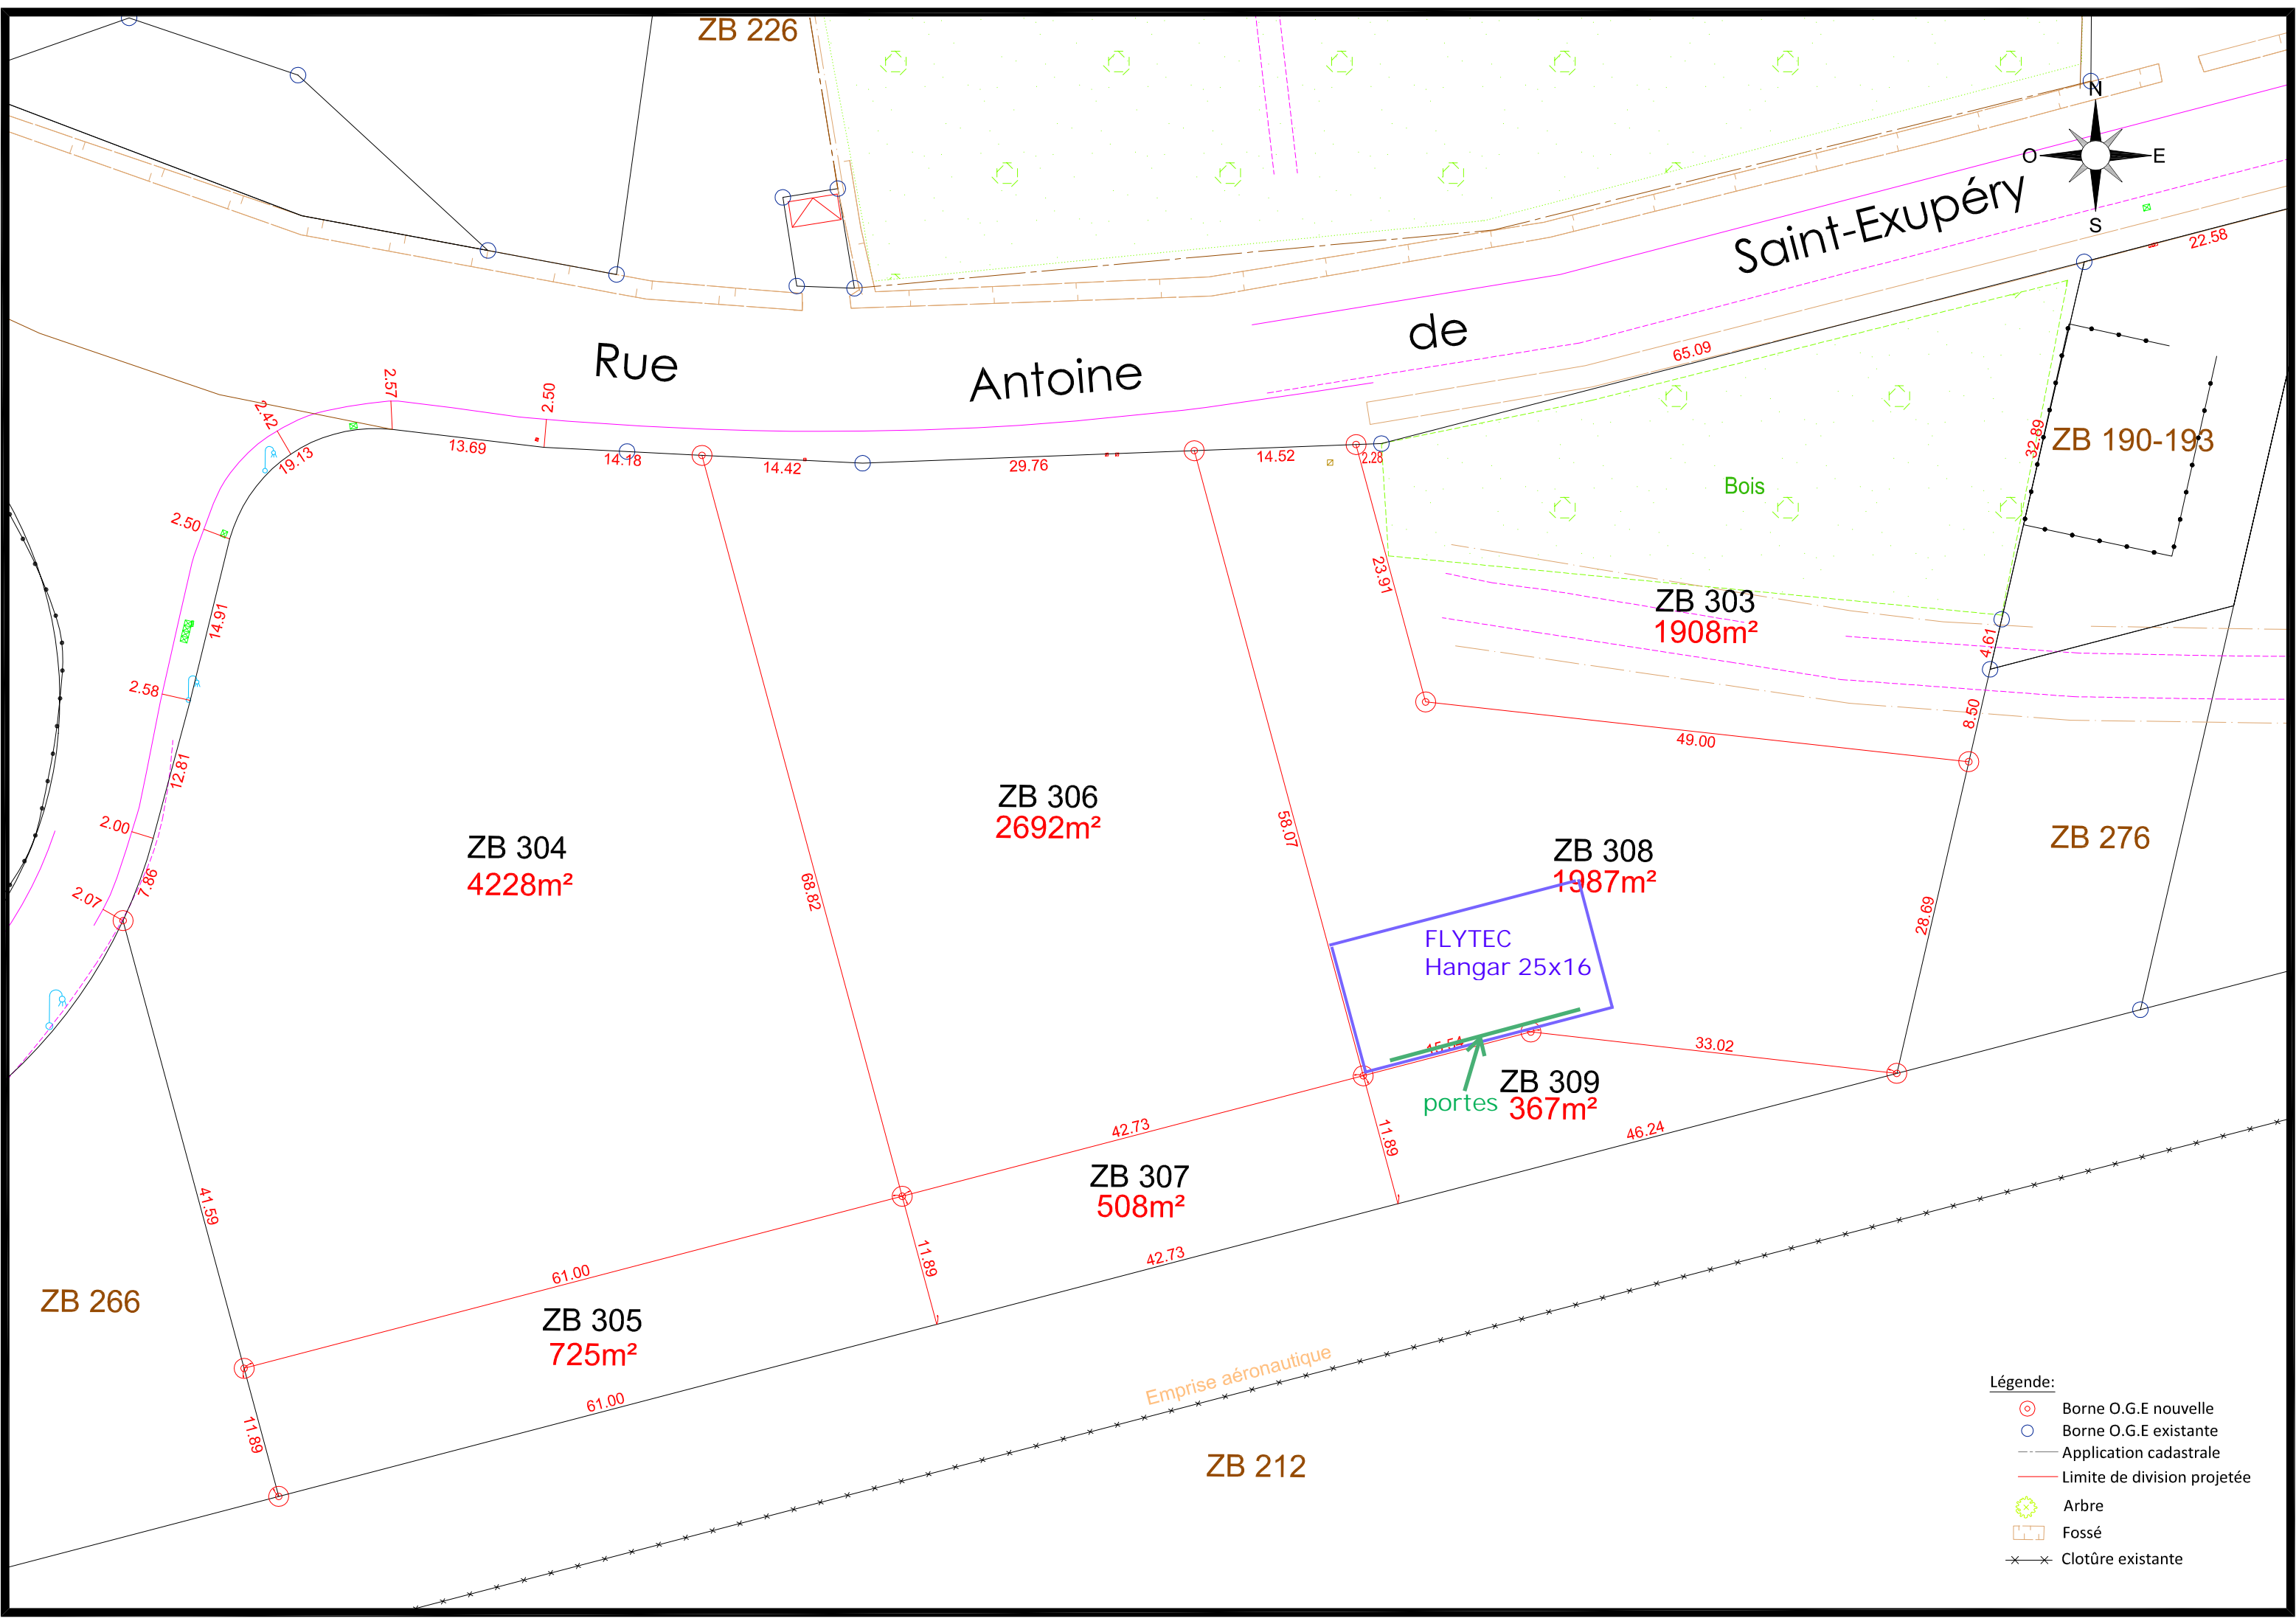 ZB 226
N
O
E
S
Rue Antoine de Saint-Exupéry
22.58
65.09
2.57
2.50
2.42
19.13
13.69
14.18
14.42
29.76
14.52
2.28
32.89
ZB 190-193
Bois
2.50
23.91
14.91
ZB 303
1908m²
4.61
2.58
8.50
49.00
12.81
2.00
ZB 306
2692m²
58.07
ZB 304
4228m²
ZB 308
1987m²
ZB 276
7.86
2.07
68.82
28.69
FLYTEC
Hangar 25x16
15.54
33.02
ZB 309
367m²
portes
42.73
11.89
46.24
ZB 307
508m²
41.59
11.89
42.73
61.00
ZB 266
ZB 305
725m²
61.00
11.89
Emprise aéronautique
ZB 212
Légende:
Borne O.G.E nouvelle
Borne O.G.E existante
Application cadastrale
Limite de division projetée
Arbre
Fossé
Clotûre existante